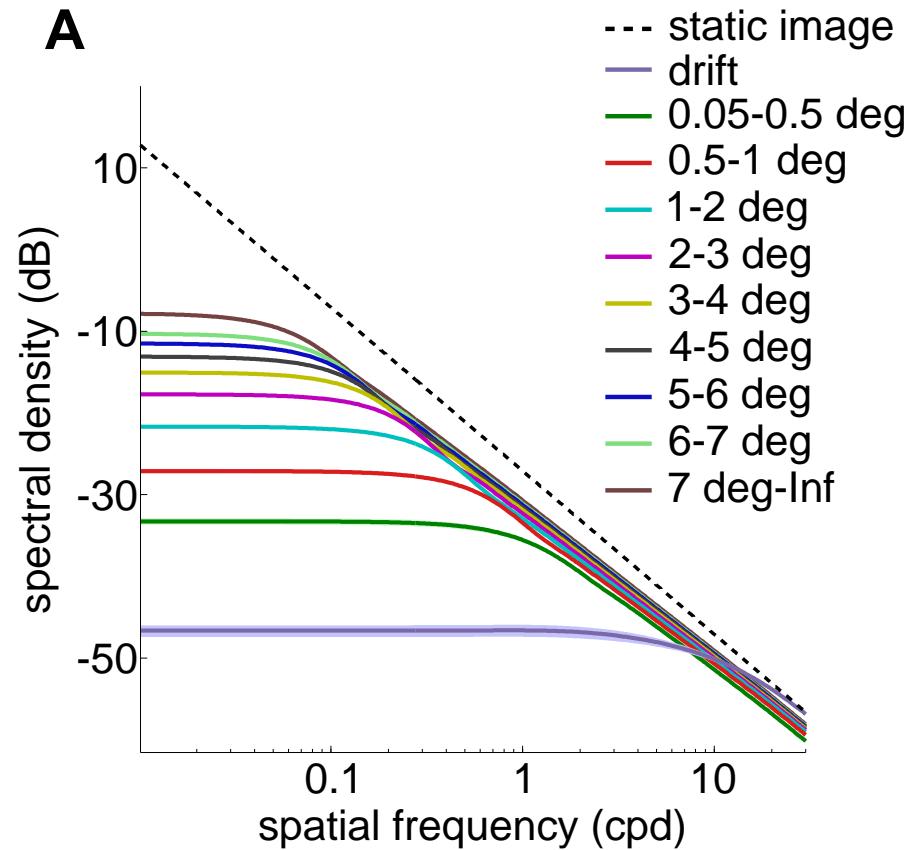 A
static image
drift
0.05-0.5 deg
0.5-1 deg
1-2 deg
2-3 deg
3-4 deg
4-5 deg
5-6 deg
6-7 deg
7 deg-Inf
spectral density (dB)
10
-10
-30
-50
0.1
1
10
spatial frequency (cpd)